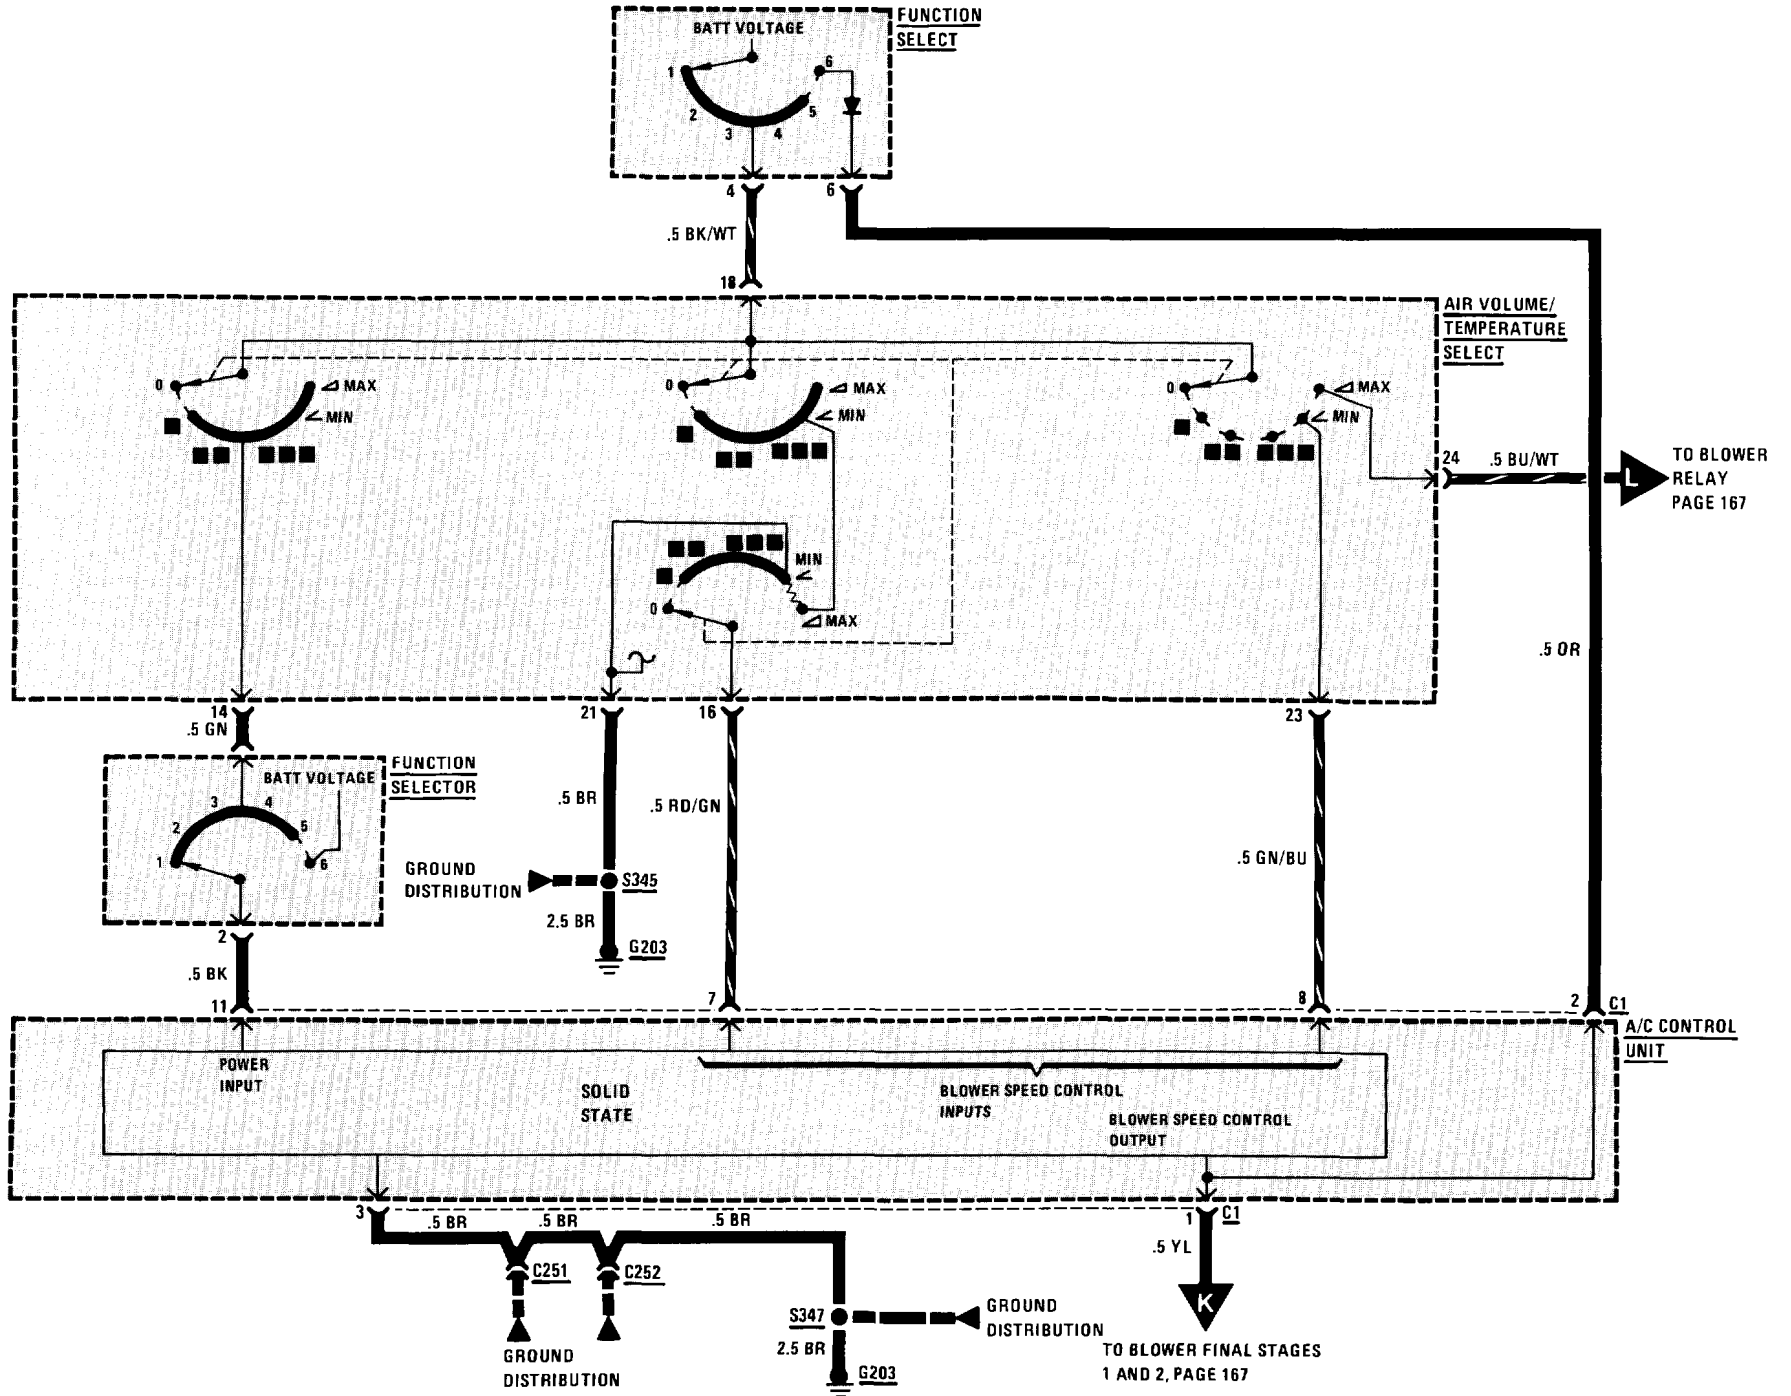 FUNCTION
SELECT
BATT VOLTAGE
1
2
3
4
5
6
4
6
.5 BK/WT
18
AIR VOLUME/
TEMPERATURE
SELECT
0
MAX
MIN
0
MAX
MIN
0
MAX
MIN
24
.5 BU/WT
L
TO BLOWER
RELAY
PAGE 167
MIN
0
MAX
.5 OR
14
21
16
23
.5 GN
FUNCTION
SELECTOR
BATT VOLTAGE
1
2
3
4
5
6
.5 BR
.5 RD/GN
.5 GN/BU
GROUND
DISTRIBUTION
S345
2.5 BR
G203
2
.5 BK
11
7
8
2
C1
A/C CONTROL
UNIT
POWER
INPUT
SOLID
STATE
BLOWER SPEED CONTROL
INPUTS
BLOWER SPEED CONTROL
OUTPUT
3
.5 BR
.5 BR
.5 BR
1
C1
.5 YL
C251
C252
K
S347
GROUND
DISTRIBUTION
2.5 BR
G203
GROUND
DISTRIBUTION
TO BLOWER FINAL STAGES
1 AND 2, PAGE 167